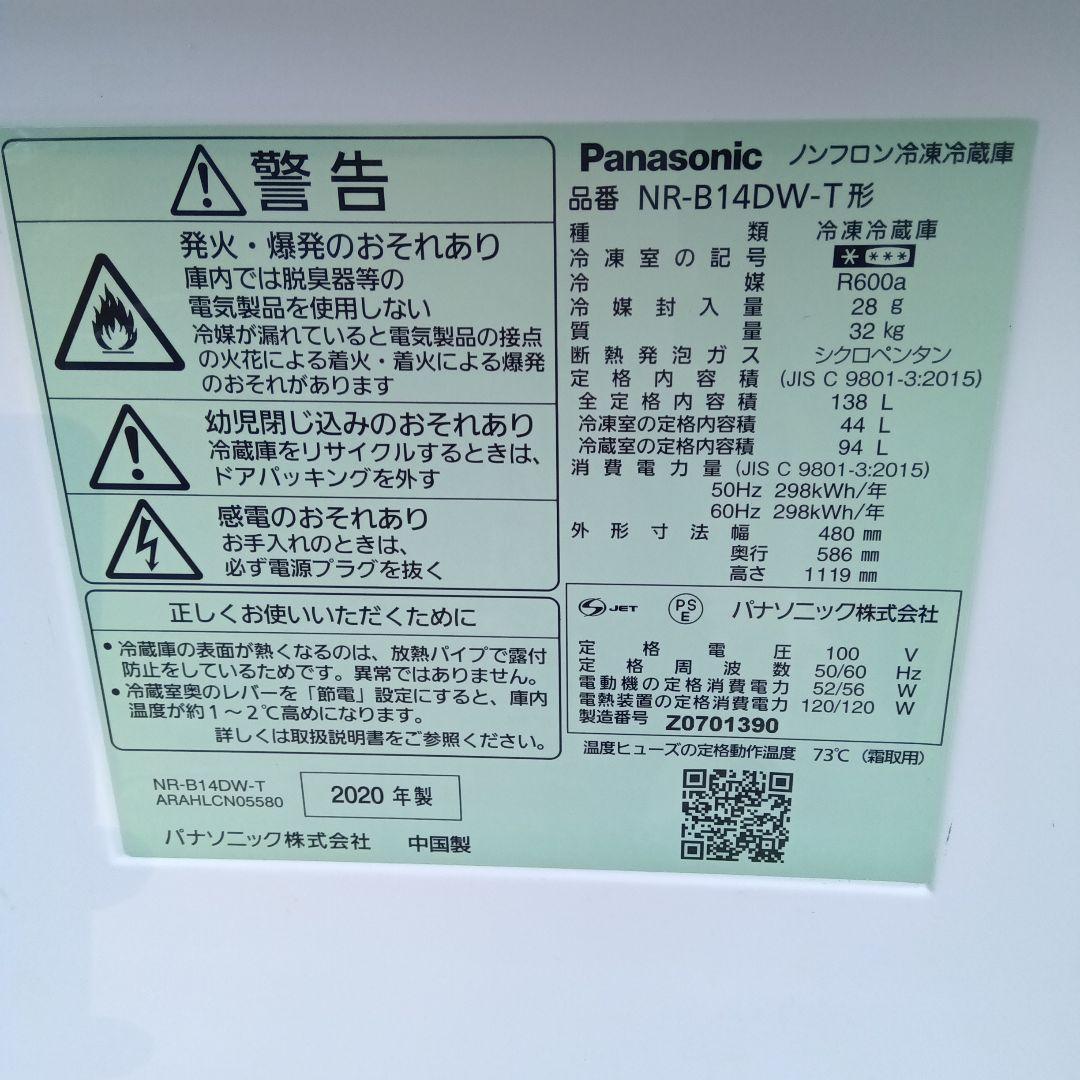 警告
発火・爆発のおそれあり
庫内では脱臭器等の
電気製品を使用しない
冷媒が漏れていると電気製品の接点
の火花による着火・着火による爆発
のおそれがあります
幼児閉じ込みのおそれあり
冷蔵庫をリサイクルするときは、
ドアパッキングを外す
感電のおそれあり
お手入れのときは、
必ず電源プラグを抜く
正しくお使いいただくために
•冷蔵庫の表面が熱くなるのは、放熱パイプで露付
防止をしているためです。異常ではありません。
•冷蔵室奥のレバーを「節電」設定にすると、庫内
温度が約1～2℃高めになります。
詳しくは取扱説明書をご参照ください。
NR-B14DW-T
ARAHLCN05580
2020 年製
パナソニック株式会社 中国製
Panasonic ノンフロン冷凍冷蔵庫
品番 NR-B14DW-T形
種類 冷凍冷蔵庫
冷凍室の記号 * ***
冷媒 R600a
冷媒封入量 28 g
質量 32 kg
断熱発泡ガス シクロペンタン
定格内容積 (JIS C 9801-3:2015)
全定格内容積 138 L
冷凍室の定格内容積 44 L
冷蔵室の定格内容積 94 L
消費電力量 (JIS C 9801-3:2015)
50Hz 298kWh/年
60Hz 298kWh/年
外形寸法 幅 480 mm
奥行 586 mm
高さ 1119 mm
S JET PSE パナソニック株式会社
定格電圧 100 V
定格周波数 50/60 Hz
電動機の定格消費電力 52/56 W
電熱装置の定格消費電力 120/120 W
製造番号 Z0701390
温度ヒューズの定格動作温度 73℃（霜取用）